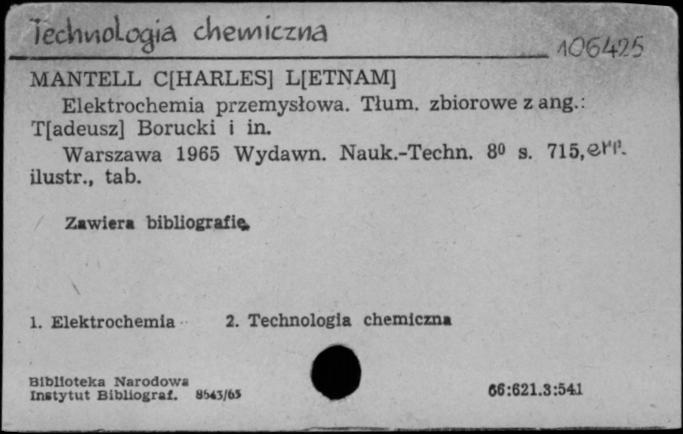 Technologia chemiczna
106425
MANTELL C[HARLES] L[ETNAM]
Elektrochemia przemysłowa. Tłum. zbiorowe z ang.:
T[adeusz] Borucki i in.
Warszawa 1965 Wydawn. Nauk.-Techn. 8⁰ s. 715, err.
ilustr., tab.
Zawiera bibliografię.
1. Elektrochemia 2. Technologia chemiczna
Biblioteka Narodowa
Instytut Bibliograf. 8543/65
66:621.3:541